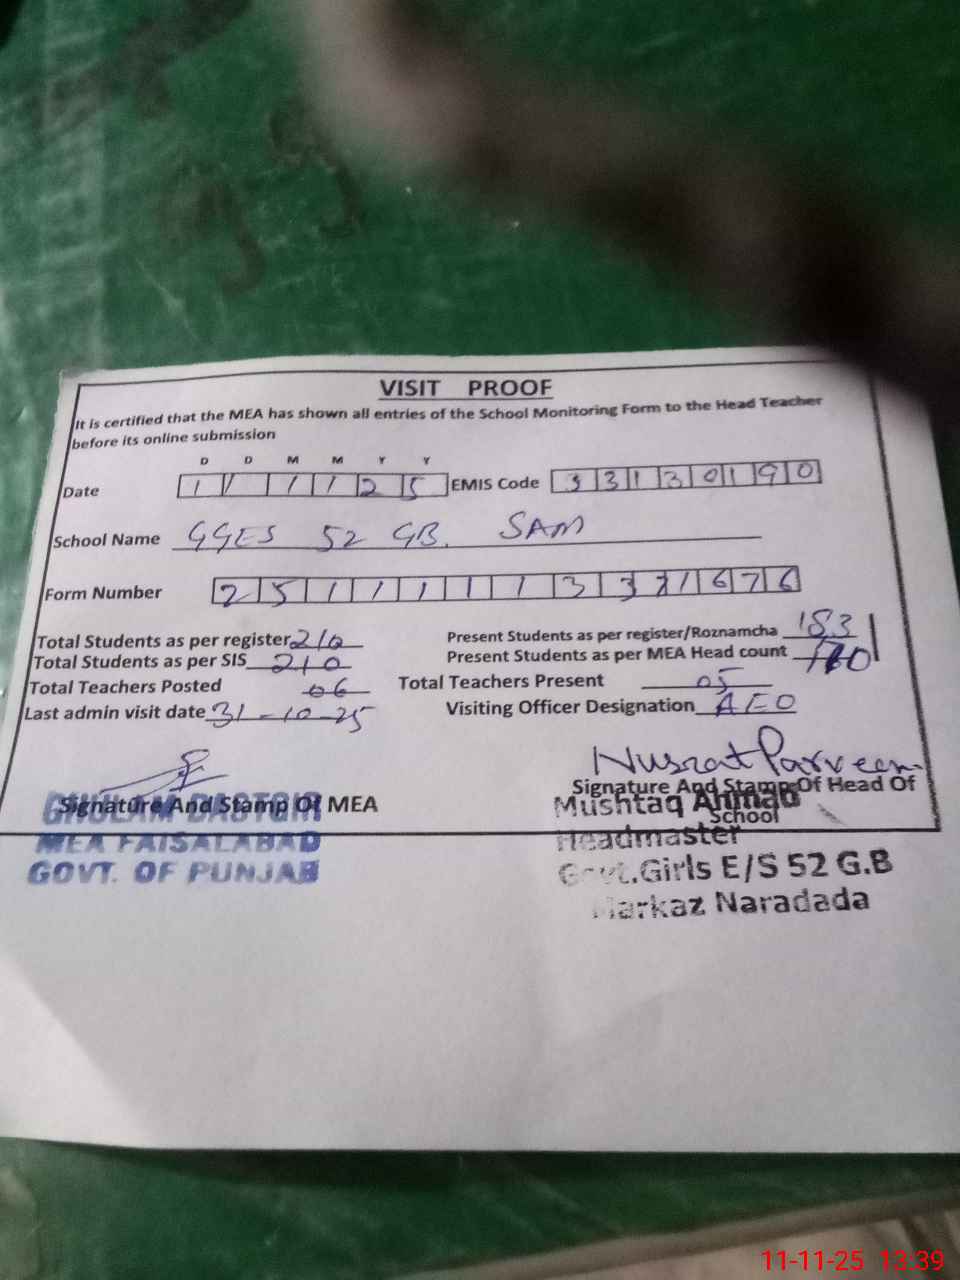 VISIT PROOF
It is certified that the MEA has shown all entries of the School Monitoring Form to the Head Teacher
before its online submission
D D M M Y Y
Date 1 1 1 1 2 5 EMIS Code 3 3 1 3 0 1 9 0
School Name GGES 52 GB. SAM
Form Number 2 5 1 1 1 1 1 3 3 1 6 7 6
Total Students as per register 210 Present Students as per register/Roznamcha 183
Total Students as per SIS 210 Present Students as per MEA Head count
Total Teachers Posted 06 Total Teachers Present 05
Last admin visit date 31-10-25 Visiting Officer Designation AEO
Nusrat Parveen
Signature And Stamp Of MEA Signature And Stamp Of Head Of
School
GHULAM DASTGIR
MEA FAISALABAD
GOVT. OF PUNJAB
Mushtaq Ahmad
Headmaster
Govt.Girls E/S 52 G.B
Markaz Naradada
11-11-25 13:39